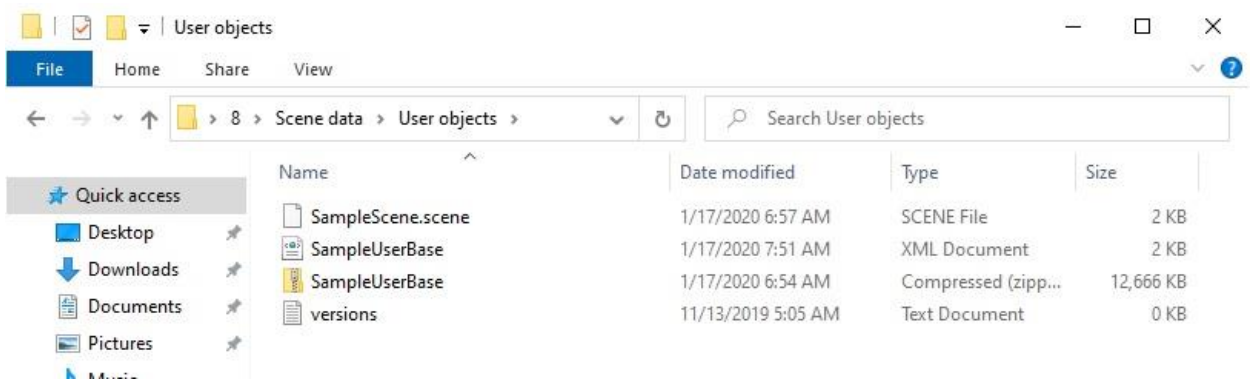 User objects
File Home Share View
8 > Scene data > User objects > Search User objects
Name Date modified Type Size
Quick access
SampleScene.scene 1/17/2020 6:57 AM SCENE File 2 KB
Desktop
SampleUserBase 1/17/2020 7:51 AM XML Document 2 KB
Downloads
SampleUserBase 1/17/2020 6:54 AM Compressed (zipp... 12,666 KB
Documents
versions 11/13/2019 5:05 AM Text Document 0 KB
Pictures